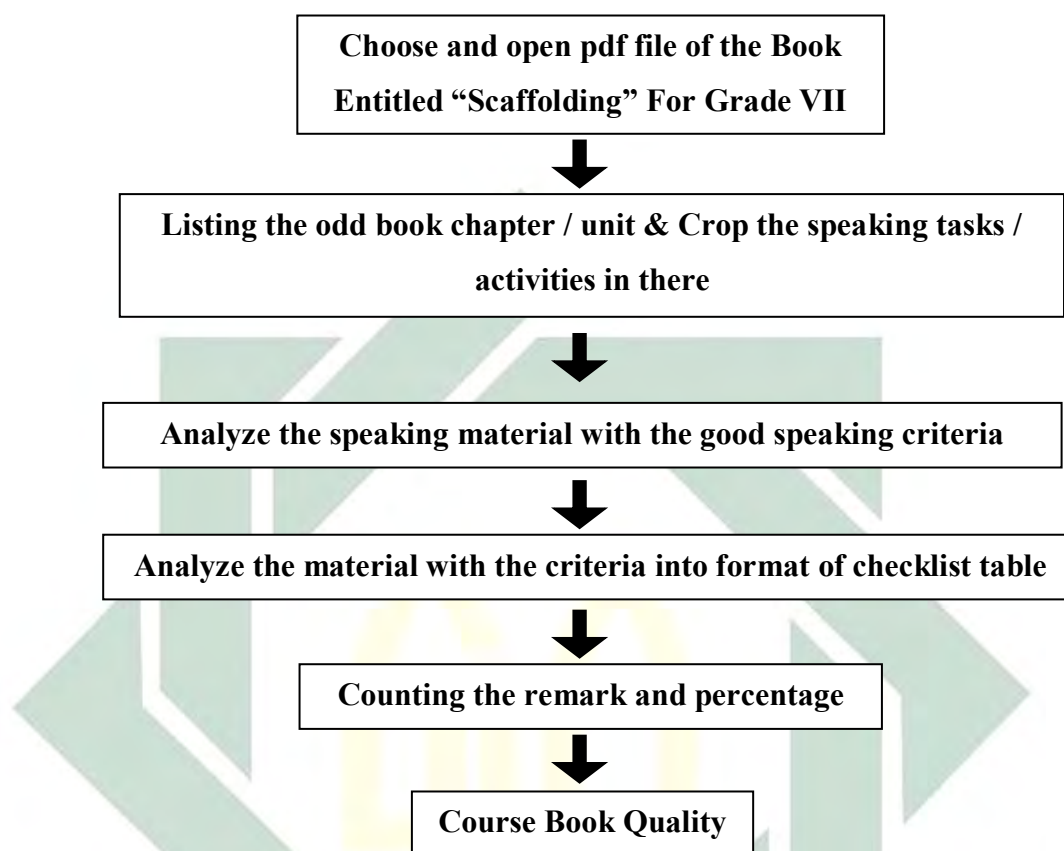 Choose and open pdf file of the Book
Entitled “Scaffolding” For Grade VII
Listing the odd book chapter / unit & Crop the speaking tasks /
activities in there
Analyze the speaking material with the good speaking criteria
Analyze the material with the criteria into format of checklist table
Counting the remark and percentage
Course Book Quality